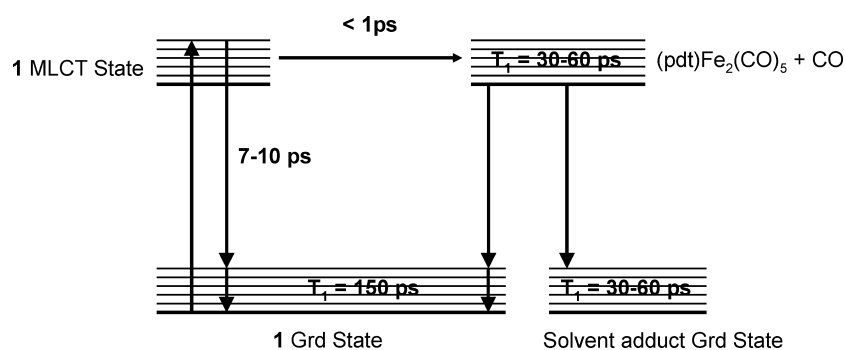 < 1ps
1 MLCT State
T₁ = 30-60 ps
(pdt)Fe₂(CO)₅ + CO
7-10 ps
T₁ = 150 ps
T₁ = 30-60 ps
1 Grd State
Solvent adduct Grd State